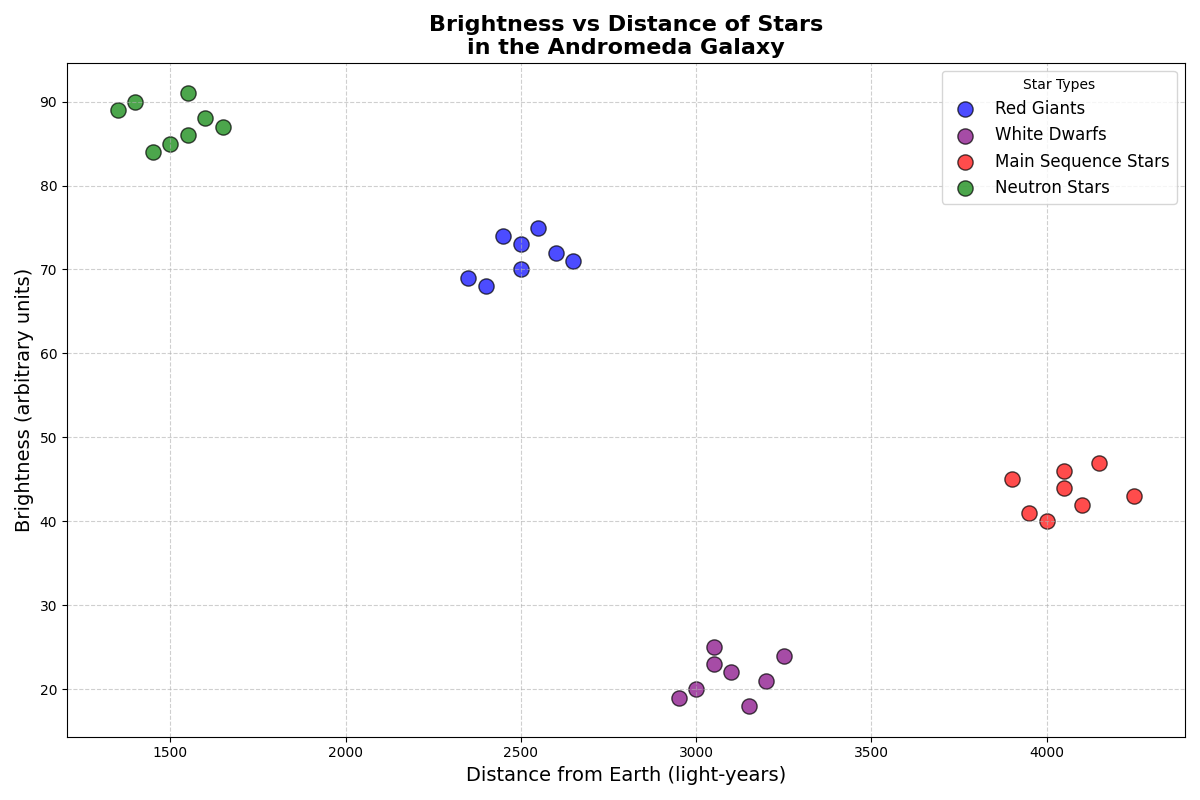 Brightness vs Distance of Stars
in the Andromeda Galaxy
Star Types
Red Giants
White Dwarfs
Main Sequence Stars
Neutron Stars
Brightness (arbitrary units)
90
80
70
60
50
40
30
20
1500
2000
2500
3000
3500
4000
Distance from Earth (light-years)